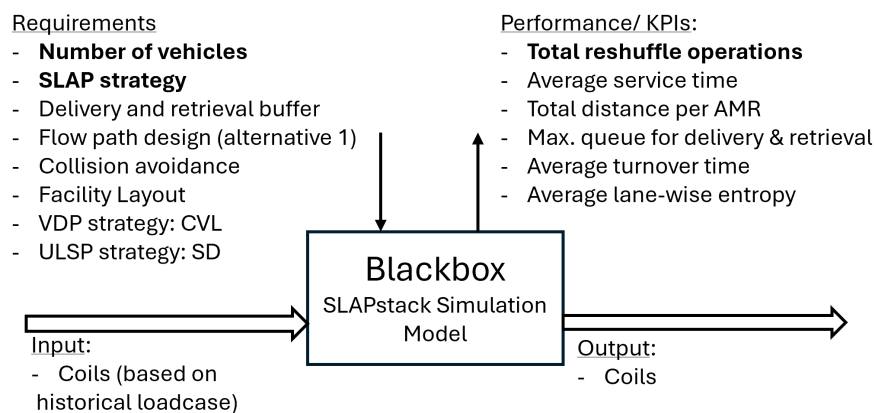 Requirements
- Number of vehicles
- SLAP strategy
- Delivery and retrieval buffer
- Flow path design (alternative 1)
- Collision avoidance
- Facility Layout
- VDP strategy: CVL
- ULSP strategy: SD
Performance/ KPIs:
- Total reshuffle operations
- Average service time
- Total distance per AMR
- Max. queue for delivery & retrieval
- Average turnover time
- Average lane-wise entropy
Blackbox
SLAPstack Simulation
Model
Input:
- Coils (based on
historical loadcase)
Output:
- Coils